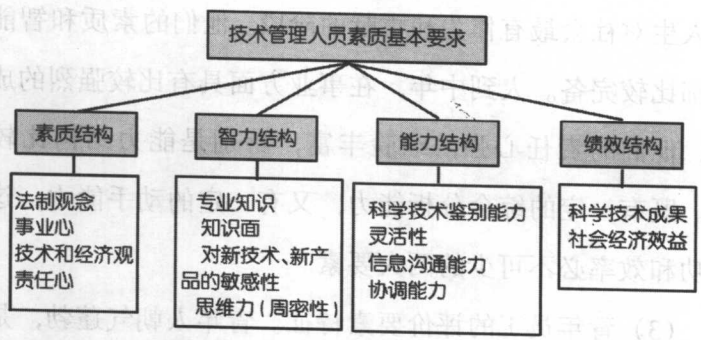 技术管理人员素质基本要求
素质结构
智力结构
能力结构
绩效结构
法制观念
事业心
技术和经济观
责任心
专业知识
知识面
对新技术、新产
品的敏感性
思维力(周密性)
科学技术鉴别能力
灵活性
信息沟通能力
协调能力
科学技术成果
社会经济效益